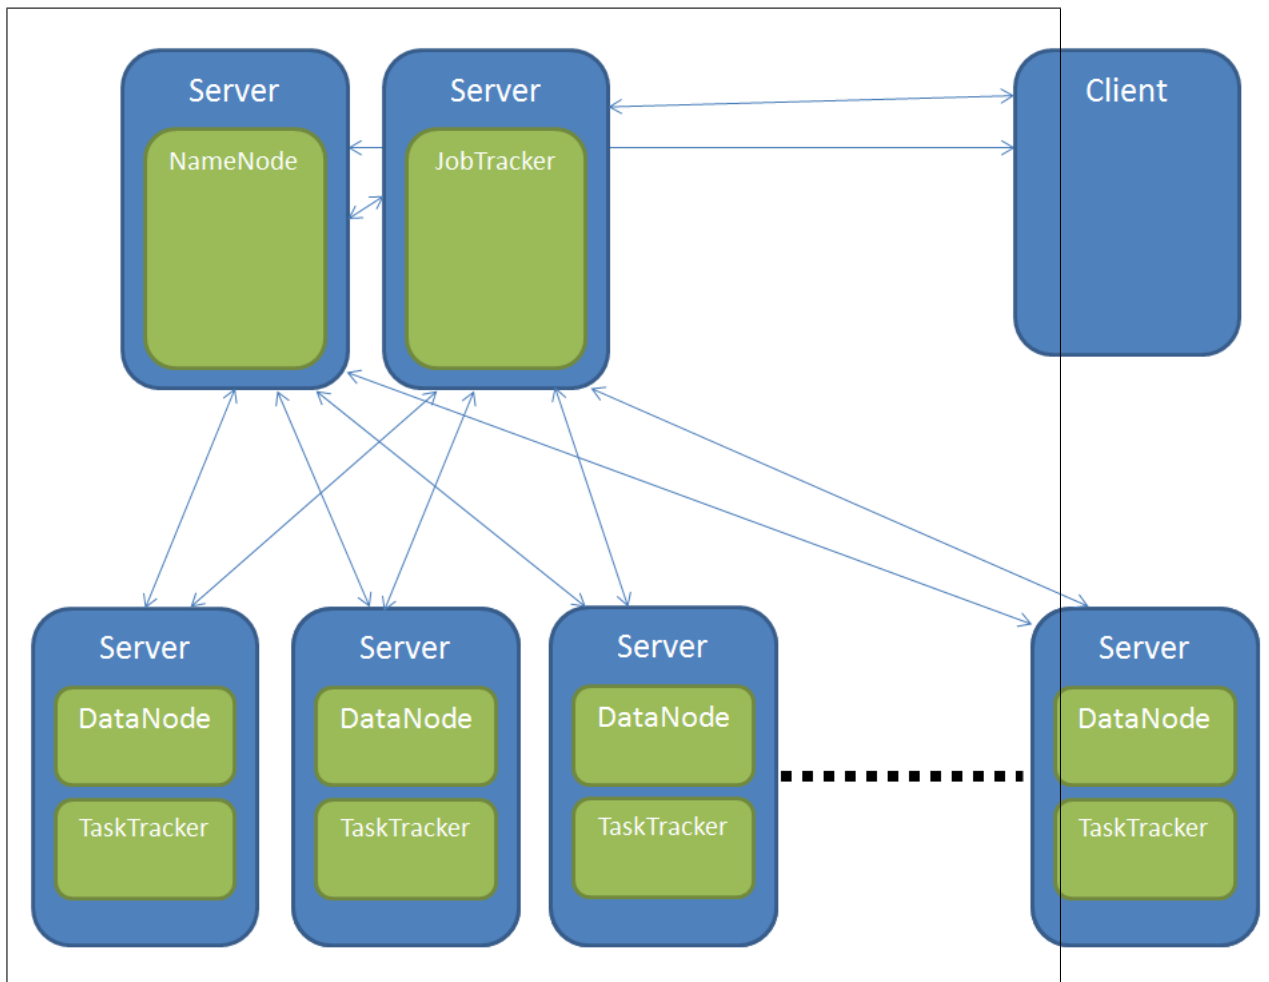 Server
NameNode
Server
JobTracker
Client
Server
DataNode
TaskTracker
Server
DataNode
TaskTracker
Server
DataNode
TaskTracker
Server
DataNode
TaskTracker